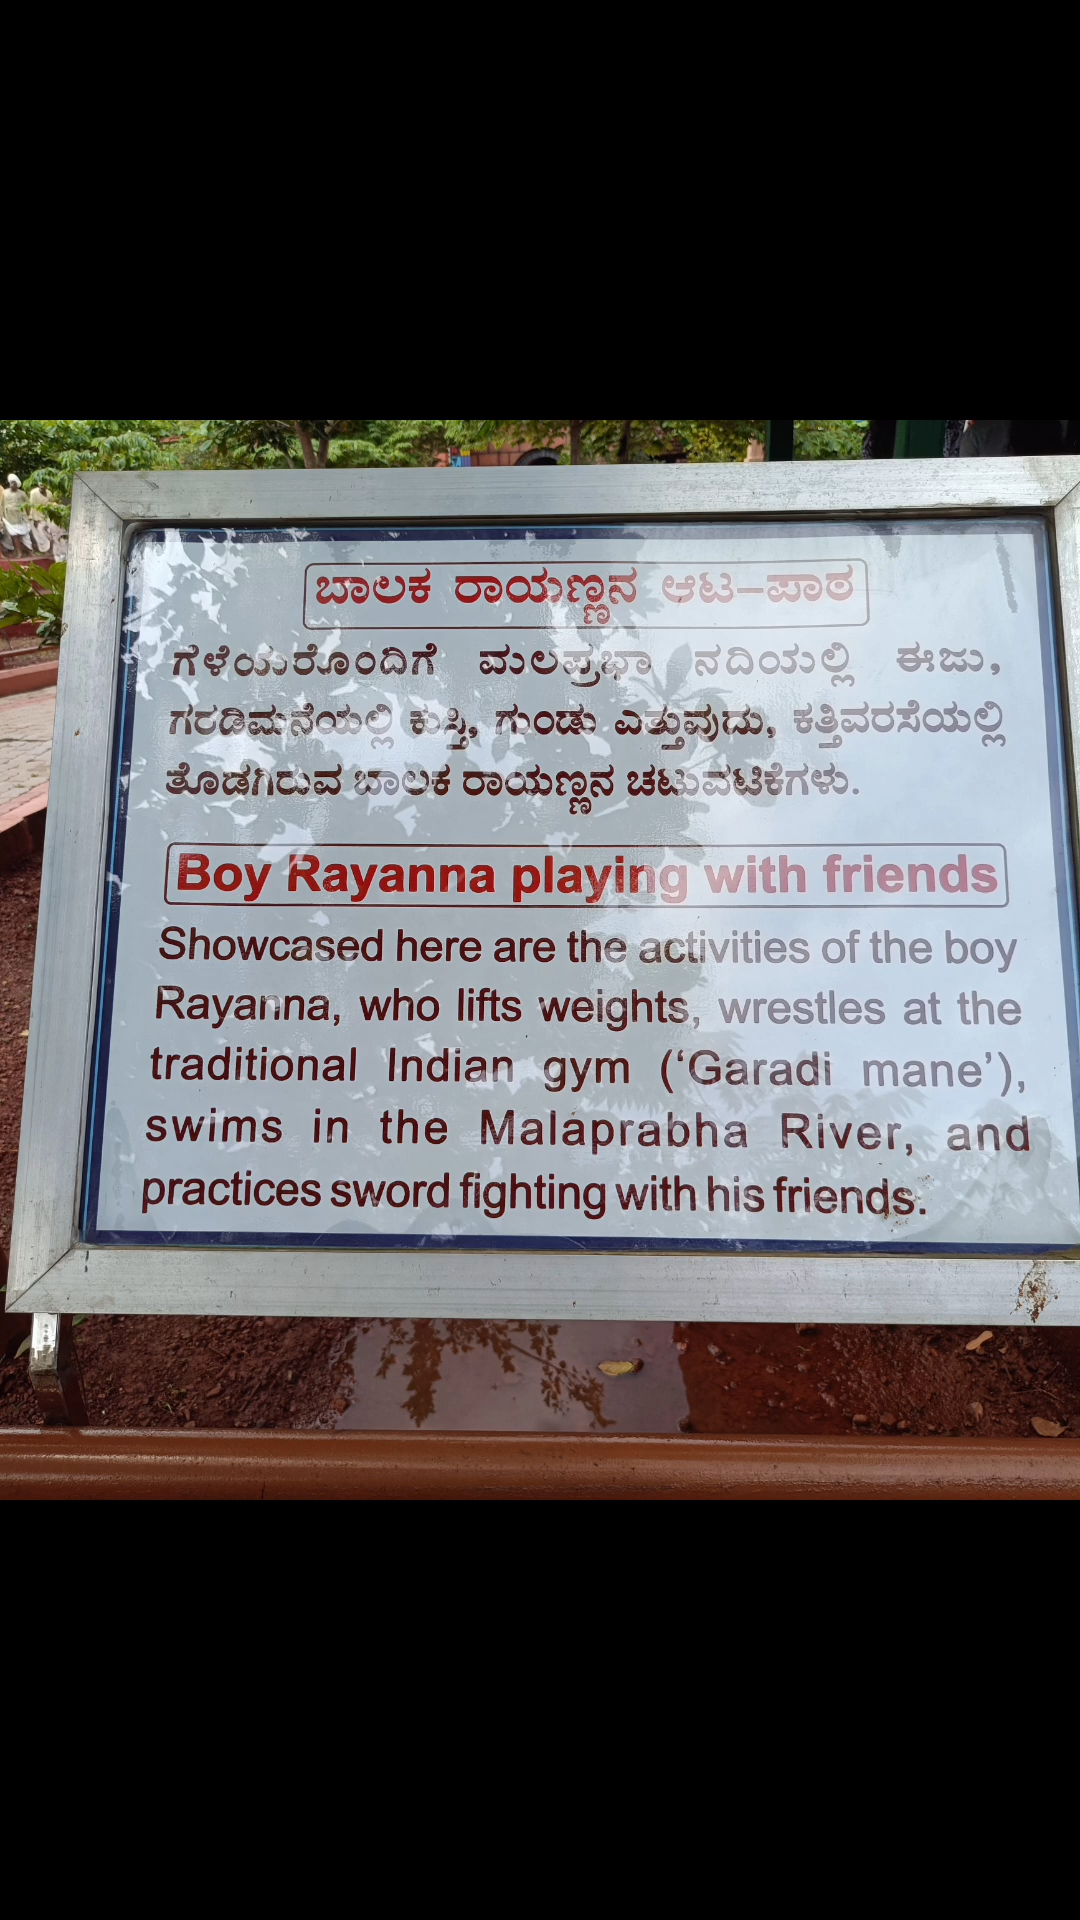 ಬಾಲಕ ರಾಯಣ್ಣನ ಆಟ–ಪಾಠ
ಗೆಳೆಯರೊಂದಿಗೆ ಮಲಪ್ರಭಾ ನದಿಯಲ್ಲಿ ಈಜು,
ಗರಡಿಮನೆಯಲ್ಲಿ ಕುಸ್ತಿ, ಗುಂಡು ಎತ್ತುವುದು, ಕತ್ತಿವರಸೆಯಲ್ಲಿ
ತೊಡಗಿರುವ ಬಾಲಕ ರಾಯಣ್ಣನ ಚಟುವಟಿಕೆಗಳು.
Boy Rayanna playing with friends
Showcased here are the activities of the boy
Rayanna, who lifts weights, wrestles at the
traditional Indian gym (‘Garadi mane’),
swims in the Malaprabha River, and
practices sword fighting with his friends.